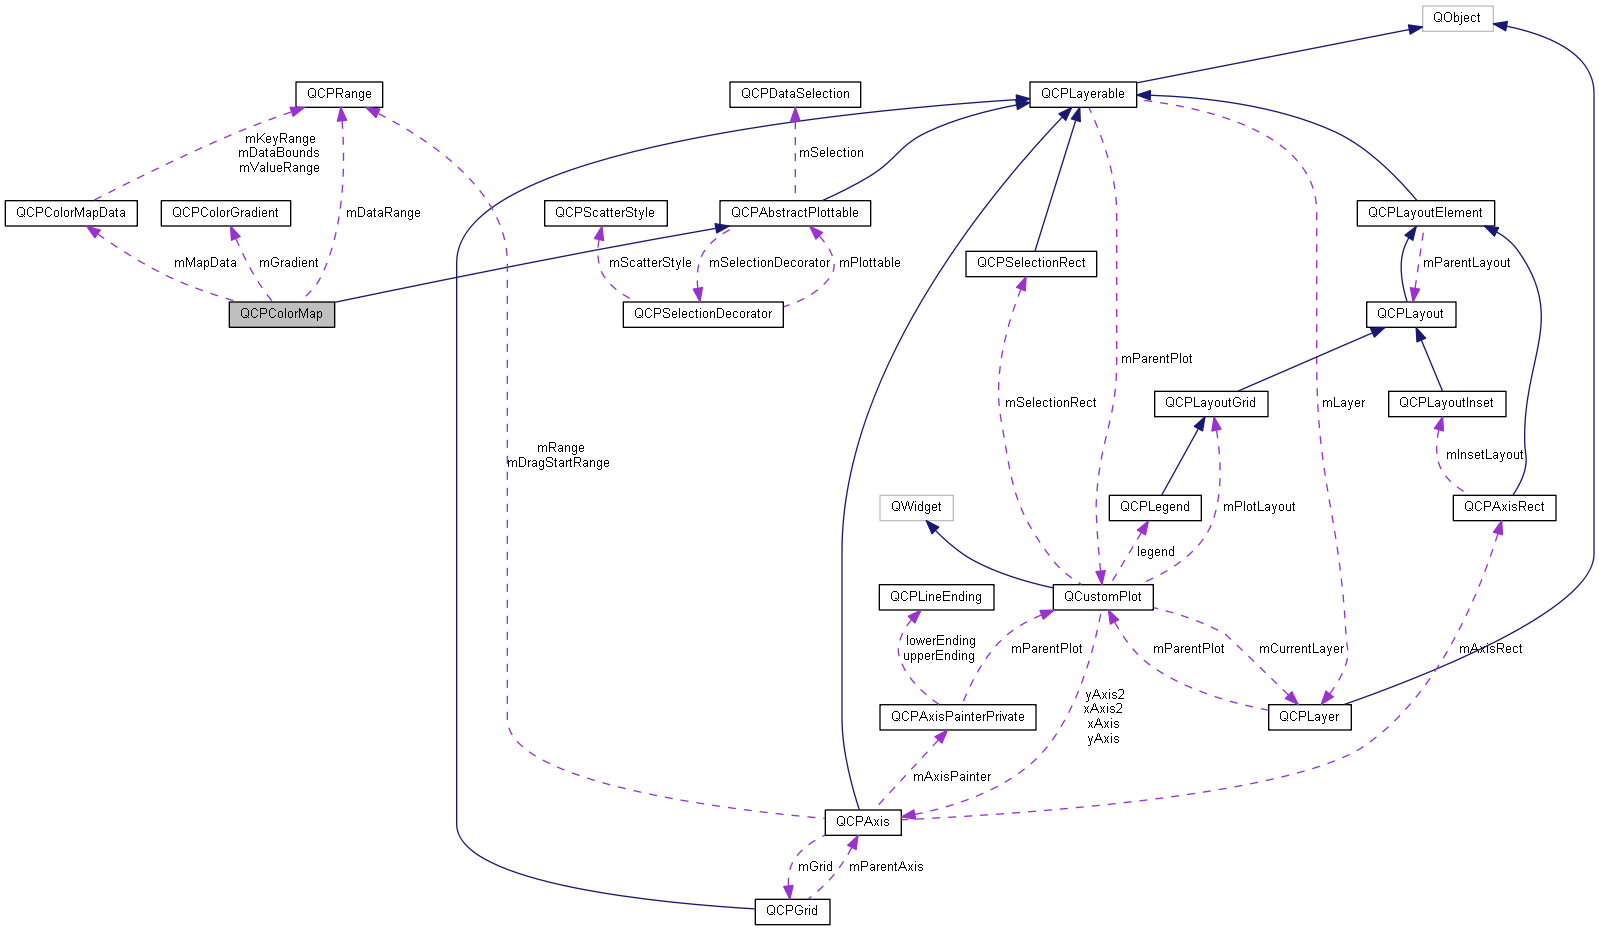 QObject
QCPRange
QCPDataSelection
QCPLayerable
mKeyRange
mDataBounds
mValueRange
mSelection
QCPColorMapData
QCPColorGradient
mDataRange
QCPScatterStyle
QCPAbstractPlottable
QCPLayoutElement
mMapData
mGradient
mScatterStyle
mSelectionDecorator
mPlottable
QCPSelectionRect
mParentLayout
QCPColorMap
QCPSelectionDecorator
QCPLayout
mParentPlot
mSelectionRect
QCPLayoutGrid
mLayer
QCPLayoutInset
mRange
mDragStartRange
mInsetLayout
QWidget
QCPLegend
mPlotLayout
QCPAxisRect
legend
QCPLineEnding
QCustomPlot
lowerEnding
upperEnding
mParentPlot
mParentPlot
mCurrentLayer
mAxisRect
yAxis2
xAxis2
xAxis
yAxis
QCPAxisPainterPrivate
QCPLayer
mAxisPainter
QCPAxis
mGrid
mParentAxis
QCPGrid